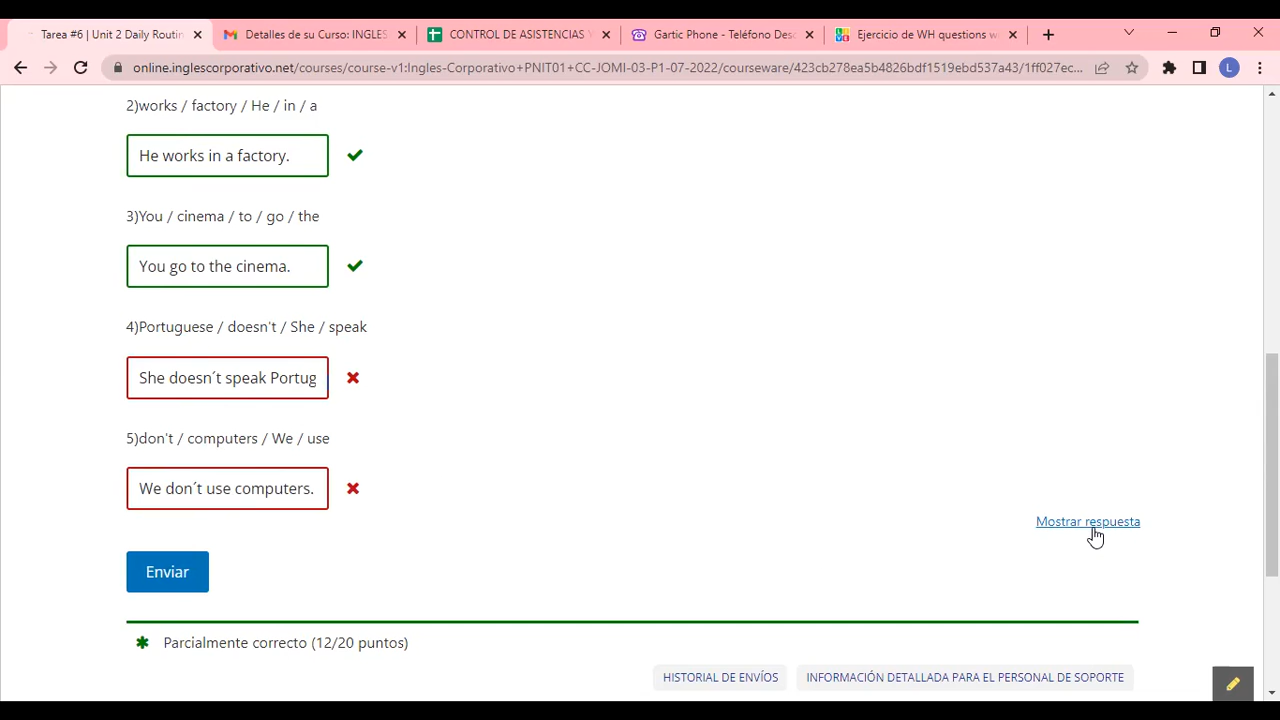 Tarea #6 | Unit 2 Daily Routin
Detalles de su Curso: INGLES
CONTROL DE ASISTENCIAS
Gartic Phone - Teléfono Desc
Ejercicio de WH questions w
online.inglescorporativo.net/courses/course-v1:Ingles-Corporativo+PNIT01+CC-JOMI-03-P1-07-2022/courseware/423cb278ea5b4826bdf1519ebd537a43/1ff027ec...
L
2)works / factory / He / in / a
He works in a factory.
3)You / cinema / to / go / the
You go to the cinema.
4)Portuguese / doesn't / She / speak
She doesn´t speak Portug
5)don't / computers / We / use
We don´t use computers.
Mostrar respuesta
Enviar
Parcialmente correcto (12/20 puntos)
HISTORIAL DE ENVÍOS
INFORMACIÓN DETALLADA PARA EL PERSONAL DE SOPORTE